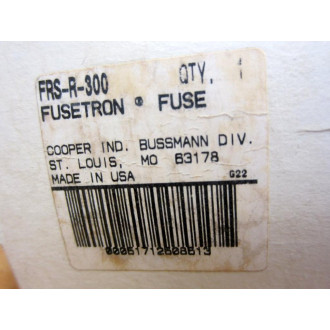 FRS-R-300 QTY. 1
FUSETRON • FUSE
COOPER IND. BUSSMANN DIV.
ST. LOUIS, MO 63178
MADE IN USA G22